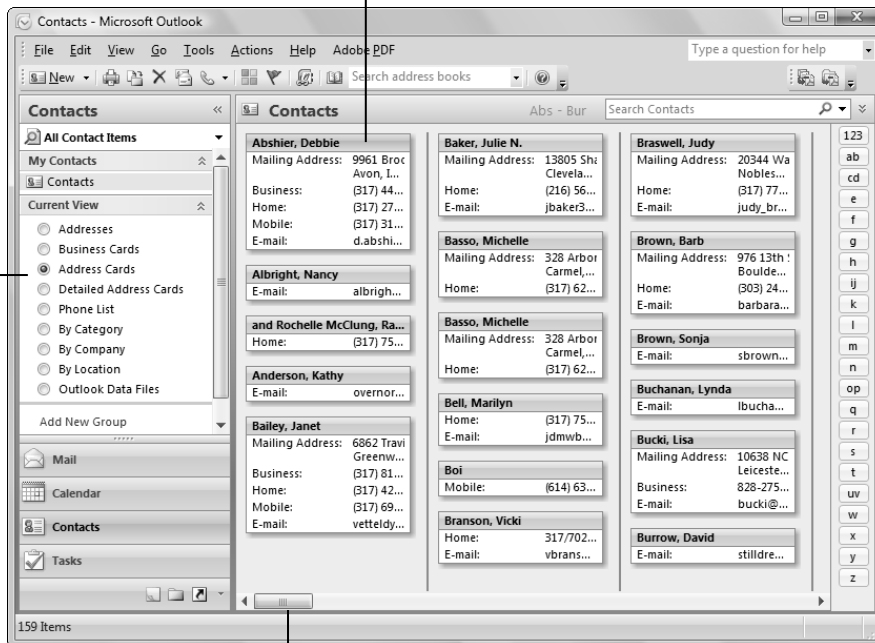 Contacts - Microsoft Outlook
File Edit View Go Tools Actions Help Adobe PDF Type a question for help
New Search address books
Contacts «
Contacts Abs - Bur Search Contacts
All Contact Items
My Contacts
Contacts
Current View
Addresses
Business Cards
Address Cards
Detailed Address Cards
Phone List
By Category
By Company
By Location
Outlook Data Files
Add New Group
Mail
Calendar
Contacts
Tasks
Abshier, Debbie
Mailing Address: 9961 Broc
Avon, I...
Business: (317) 44...
Home: (317) 27...
Mobile: (317) 31...
E-mail: d.abshi...
Albright, Nancy
E-mail: albrigh...
and Rochelle McClung, Ra...
Home: (317) 75...
Anderson, Kathy
E-mail: overnor...
Bailey, Janet
Mailing Address: 6862 Travi
Greenw...
Business: (317) 81...
Home: (317) 42...
Mobile: (317) 69...
E-mail: vetteldy...
Baker, Julie N.
Mailing Address: 13805 Sha
Clevela...
Home: (216) 56...
E-mail: jbaker3...
Basso, Michelle
Mailing Address: 328 Arbor
Carmel,...
Home: (317) 62...
Basso, Michelle
Mailing Address: 328 Arbor
Carmel,...
Home: (317) 62...
Bell, Marilyn
Home: (317) 75...
E-mail: jdmwb...
Boi
Mobile: (614) 63...
Branson, Vicki
Home: 317/702...
E-mail: vbrans...
Braswell, Judy
Mailing Address: 20344 Wa
Nobles...
Home: (317) 77...
E-mail: judy_br...
Brown, Barb
Mailing Address: 976 13th
Boulde...
Home: (303) 24...
E-mail: barbara...
Brown, Sonja
E-mail: sbrown...
Buchanan, Lynda
E-mail: lbucha...
Bucki, Lisa
Mailing Address: 10638 NC
Leiceste...
Business: 828-275...
E-mail: bucki@...
Burrow, David
E-mail: stilldre...
123
ab
cd
e
f
g
h
ij
k
l
m
n
op
q
r
s
t
uv
w
x
y
z
159 Items